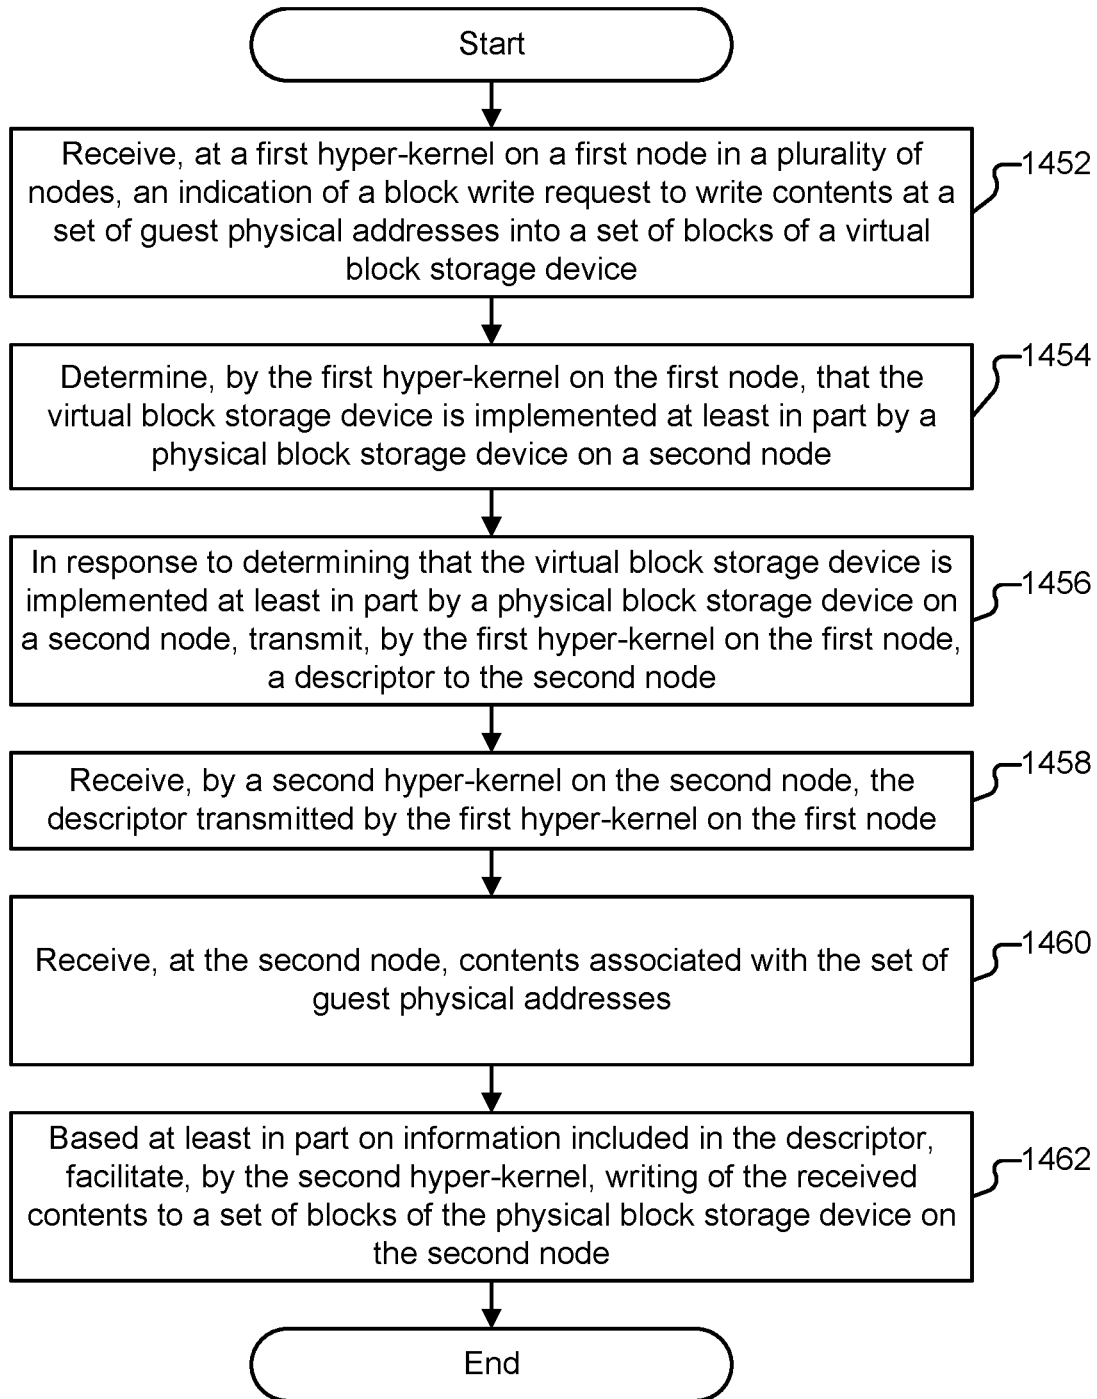 Start
Receive, at a first hyper-kernel on a first node in a plurality of
nodes, an indication of a block write request to write contents at a
set of guest physical addresses into a set of blocks of a virtual
block storage device
1452
Determine, by the first hyper-kernel on the first node, that the
virtual block storage device is implemented at least in part by a
physical block storage device on a second node
1454
In response to determining that the virtual block storage device is
implemented at least in part by a physical block storage device on
a second node, transmit, by the first hyper-kernel on the first node,
a descriptor to the second node
1456
Receive, by a second hyper-kernel on the second node, the
descriptor transmitted by the first hyper-kernel on the first node
1458
Receive, at the second node, contents associated with the set of
guest physical addresses
1460
Based at least in part on information included in the descriptor,
facilitate, by the second hyper-kernel, writing of the received
contents to a set of blocks of the physical block storage device on
the second node
1462
End